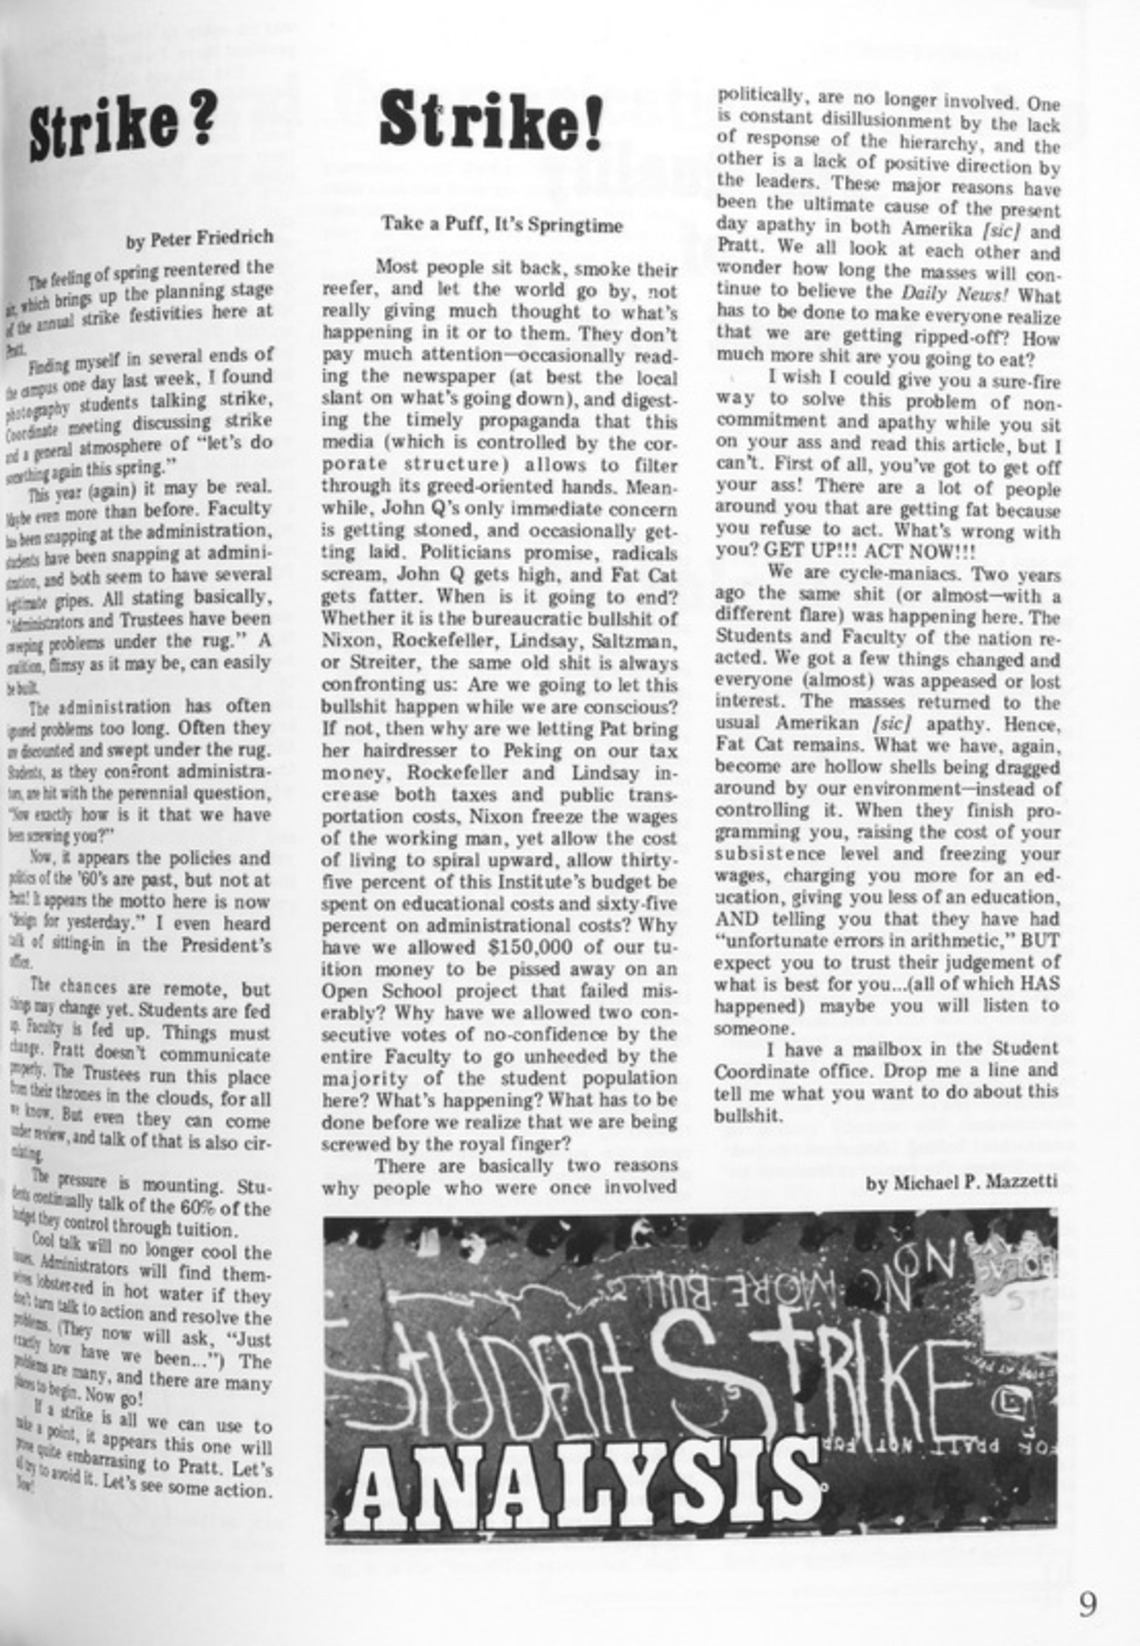 Strike?
by Peter Friedrich
The feeling of spring reentered the
air, which brings up the planning stage
of the annual strike festivities here at
Pratt.
Finding myself in several ends of
the campus one day last week, I found
photography students talking strike,
Coordinate meeting discussing strike
and a general atmosphere of "let's do
something again this spring."
This year (again) it may be real.
Maybe even more than before. Faculty
has been snapping at the administration,
students have been snapping at admini-
stration, and both seem to have several
legitimate gripes. All stating basically,
"Administrators and Trustees have been
sweeping problems under the rug." A
coalition, flimsy as it may be, can easily
be built.
The administration has often
ignored problems too long. Often they
are discounted and swept under the rug.
Students, as they confront administra-
tors, are hit with the perennial question,
"Now exactly how is it that we have
been screwing you?"
Now, it appears the policies and
politics of the '60's are past, but not at
Pratt! It appears the motto here is now
"design for yesterday." I even heard
talk of sitting-in in the President's
office.
The chances are remote, but
things may change yet. Students are fed
up. Faculty is fed up. Things must
change. Pratt doesn't communicate
properly. The Trustees run this place
from their thrones in the clouds, for all
we know. But even they can come
under review, and talk of that is also cir-
culating.
The pressure is mounting. Stu-
dents continually talk of the 60% of the
budget they control through tuition.
Cool talk will no longer cool the
issues. Administrators will find them-
selves lobster-red in hot water if they
don't turn talk to action and resolve the
problems. (They now will ask, "Just
exactly how have we been...") The
problems are many, and there are many
places to begin. Now go!
If a strike is all we can use to
make a point, it appears this one will
prove quite embarrasing to Pratt. Let's
all try to avoid it. Let's see some action.
Now!
Strike!
Take a Puff, It's Springtime
Most people sit back, smoke their
reefer, and let the world go by, not
really giving much thought to what's
happening in it or to them. They don't
pay much attention—occasionally read-
ing the newspaper (at best the local
slant on what's going down), and digest-
ing the timely propaganda that this
media (which is controlled by the cor-
porate structure) allows to filter
through its greed-oriented hands. Mean-
while, John Q's only immediate concern
is getting stoned, and occasionally get-
ting laid. Politicians promise, radicals
scream, John Q gets high, and Fat Cat
gets fatter. When is it going to end?
Whether it is the bureaucratic bullshit of
Nixon, Rockefeller, Lindsay, Saltzman,
or Streiter, the same old shit is always
confronting us: Are we going to let this
bullshit happen while we are conscious?
If not, then why are we letting Pat bring
her hairdresser to Peking on our tax
money, Rockefeller and Lindsay in-
crease both taxes and public trans-
portation costs, Nixon freeze the wages
of the working man, yet allow the cost
of living to spiral upward, allow thirty-
five percent of this Institute's budget be
spent on educational costs and sixty-five
percent on administrational costs? Why
have we allowed $150,000 of our tu-
ition money to be pissed away on an
Open School project that failed mis-
erably? Why have we allowed two con-
secutive votes of no-confidence by the
entire Faculty to go unheeded by the
majority of the student population
here? What's happening? What has to be
done before we realize that we are being
screwed by the royal finger?
There are basically two reasons
why people who were once involved
politically, are no longer involved. One
is constant disillusionment by the lack
of response of the hierarchy, and the
other is a lack of positive direction by
the leaders. These major reasons have
been the ultimate cause of the present
day apathy in both Amerika [sic] and
Pratt. We all look at each other and
wonder how long the masses will con-
tinue to believe the Daily News! What
has to be done to make everyone realize
that we are getting ripped-off? How
much more shit are you going to eat?
I wish I could give you a sure-fire
way to solve this problem of non-
commitment and apathy while you sit
on your ass and read this article, but I
can't. First of all, you've got to get off
your ass! There are a lot of people
around you that are getting fat because
you refuse to act. What's wrong with
you? GET UP!!! ACT NOW!!!
We are cycle-maniacs. Two years
ago the same shit (or almost—with a
different flare) was happening here. The
Students and Faculty of the nation re-
acted. We got a few things changed and
everyone (almost) was appeased or lost
interest. The masses returned to the
usual Amerikan [sic] apathy. Hence,
Fat Cat remains. What we have, again,
become are hollow shells being dragged
around by our environment—instead of
controlling it. When they finish pro-
gramming you, raising the cost of your
subsistence level and freezing your
wages, charging you more for an ed-
ucation, giving you less of an education,
AND telling you that they have had
"unfortunate errors in arithmetic," BUT
expect you to trust their judgement of
what is best for you...(all of which HAS
happened) maybe you will listen to
someone.
I have a mailbox in the Student
Coordinate office. Drop me a line and
tell me what you want to do about this
bullshit.
by Michael P. Mazzetti
NO
NO MORE BULL
STUDENT STRIKE
FOR PRATT NOT FOR
ANALYSIS
9